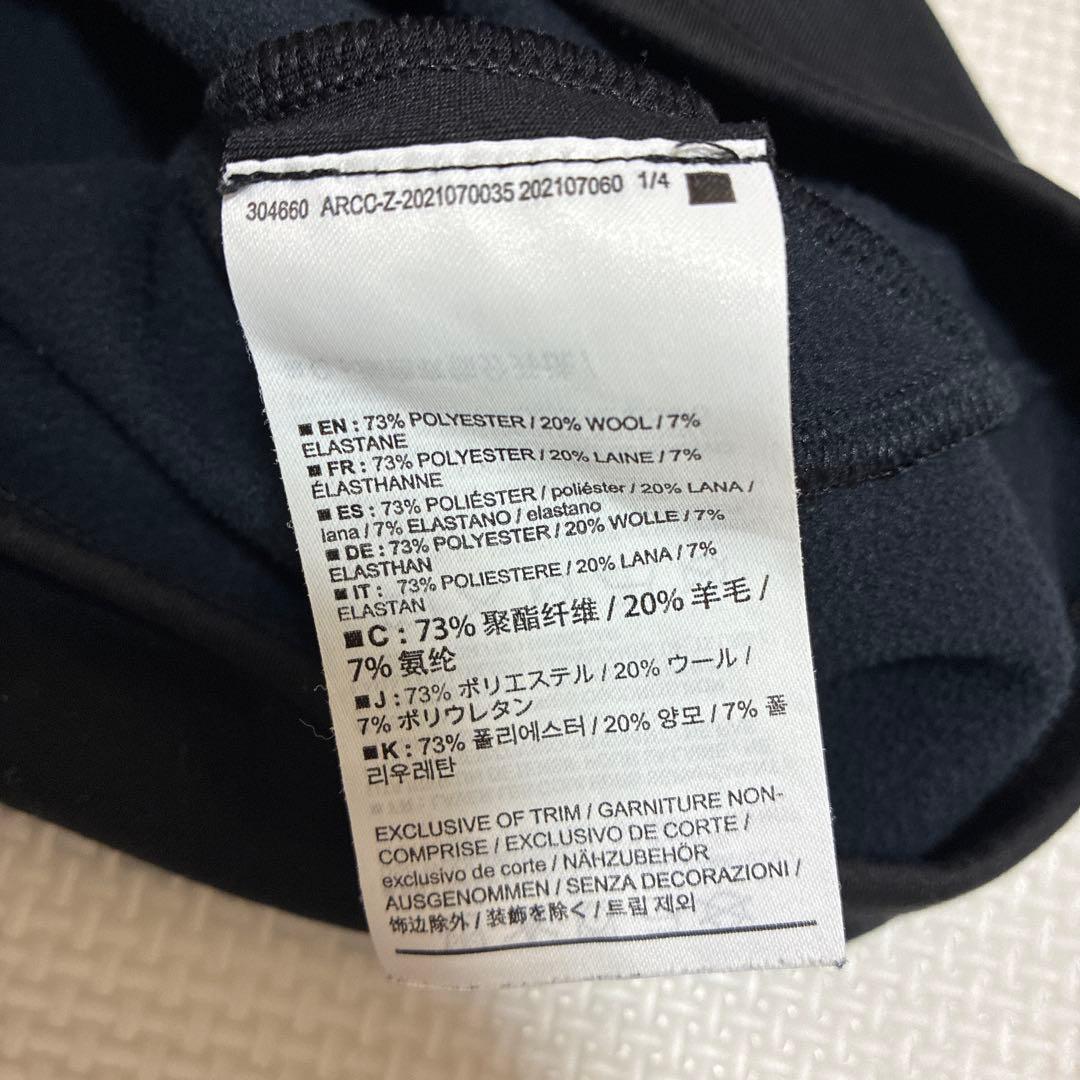 304660 ARCC-Z-2021070035 202107060 1/4
■ EN : 73% POLYESTER / 20% WOOL / 7%
ELASTANE
■ FR : 73% POLYESTER / 20% LAINE / 7%
ÉLASTHANNE
■ ES : 73% POLIÉSTER / poliéster / 20% LANA /
lana / 7% ELASTANO / elastano
■ DE : 73% POLYESTER / 20% WOLLE / 7%
ELASTHAN
■ IT : 73% POLIESTERE / 20% LANA / 7%
ELASTAN
■ C : 73% 聚酯纤维 / 20% 羊毛 /
7% 氨纶
■ J : 73% ポリエステル / 20% ウール /
7% ポリウレタン
■ K : 73% 폴리에스터 / 20% 양모 / 7% 폴
리우레탄
EXCLUSIVE OF TRIM / GARNITURE NON-
COMPRISE / EXCLUSIVO DE CORTE /
exclusivo de corte / NÄHZUBEHÖR
AUSGENOMMEN / SENZA DECORAZIONI /
饰边除外 / 装飾を除く / 트림 제외